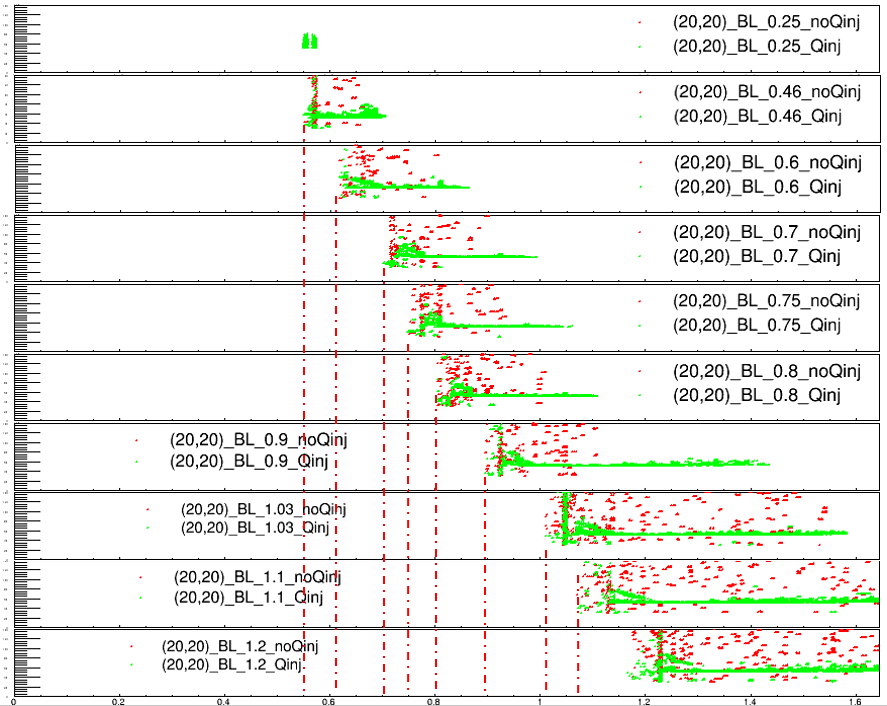 (20,20)_BL_0.25_noQinj
(20,20)_BL_0.25_Qinj
(20,20)_BL_0.46_noQinj
(20,20)_BL_0.46_Qinj
(20,20)_BL_0.6_noQinj
(20,20)_BL_0.6_Qinj
(20,20)_BL_0.7_noQinj
(20,20)_BL_0.7_Qinj
(20,20)_BL_0.75_noQinj
(20,20)_BL_0.75_Qinj
(20,20)_BL_0.8_noQinj
(20,20)_BL_0.8_Qinj
(20,20)_BL_0.9_noQinj
(20,20)_BL_0.9_Qinj
(20,20)_BL_1.03_noQinj
(20,20)_BL_1.03_Qinj
(20,20)_BL_1.1_noQinj
(20,20)_BL_1.1_Qinj
(20,20)_BL_1.2_noQinj
(20,20)_BL_1.2_Qinj
0 0.2 0.4 0.6 0.8 1 1.2 1.4 1.6